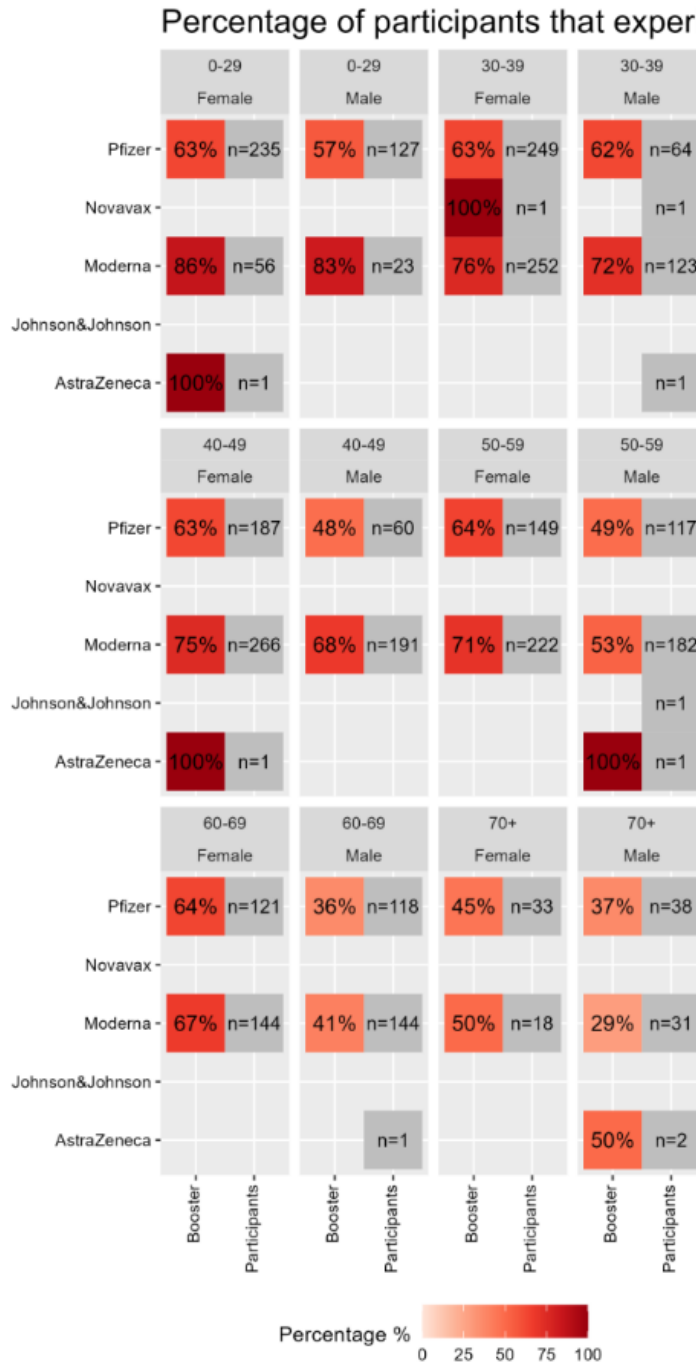 Percentage of participants that exper
0-29 0-29 30-39 30-39
Female Male Female Male
Pfizer 63% n=235 57% n=127 63% n=249 62% n=64
Novavax 100% n=1 n=1
Moderna 86% n=56 83% n=23 76% n=252 72% n=123
Johnson&Johnson
AstraZeneca 100% n=1 n=1
40-49 40-49 50-59 50-59
Female Male Female Male
Pfizer 63% n=187 48% n=60 64% n=149 49% n=117
Novavax
Moderna 75% n=266 68% n=191 71% n=222 53% n=182
Johnson&Johnson n=1
AstraZeneca 100% n=1 100% n=1
60-69 60-69 70+ 70+
Female Male Female Male
Pfizer 64% n=121 36% n=118 45% n=33 37% n=38
Novavax
Moderna 67% n=144 41% n=144 50% n=18 29% n=31
Johnson&Johnson
AstraZeneca n=1 50% n=2
Booster Participants Booster Participants Booster Participants Booster Participants
Percentage % 0 25 50 75 100